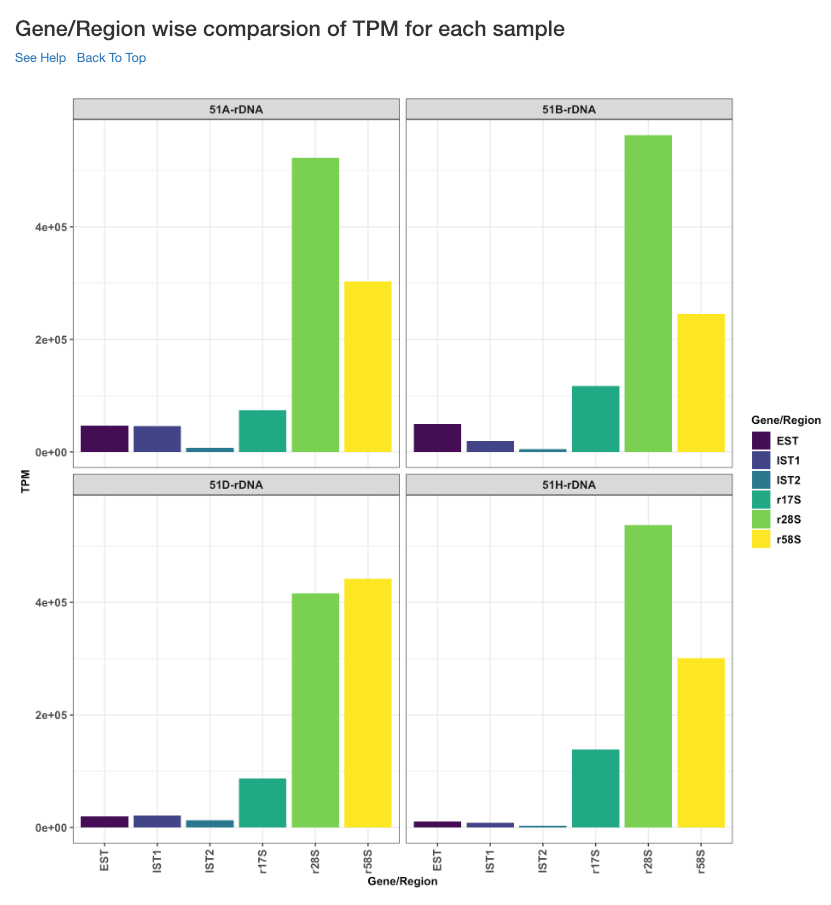 Gene/Region wise comparsion of TPM for each sample
See Help Back To Top
51A-rDNA 51B-rDNA
4e+05
2e+05
0e+00
TPM
51D-rDNA 51H-rDNA
4e+05
2e+05
0e+00
EST IST1 IST2 r17S r28S r58S EST IST1 IST2 r17S r28S r58S
Gene/Region
Gene/Region
EST
IST1
IST2
r17S
r28S
r58S